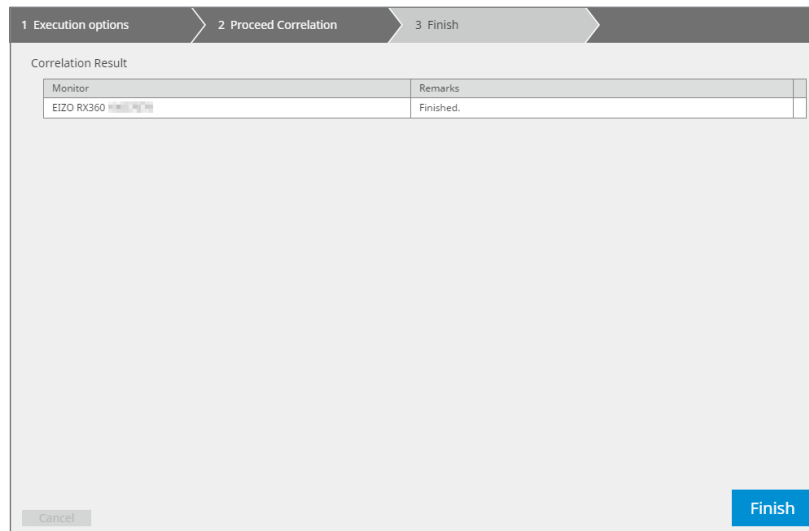 1 Execution options 2 Proceed Correlation 3 Finish
Correlation Result
Monitor Remarks
EIZO RX360 Finished.
Cancel Finish